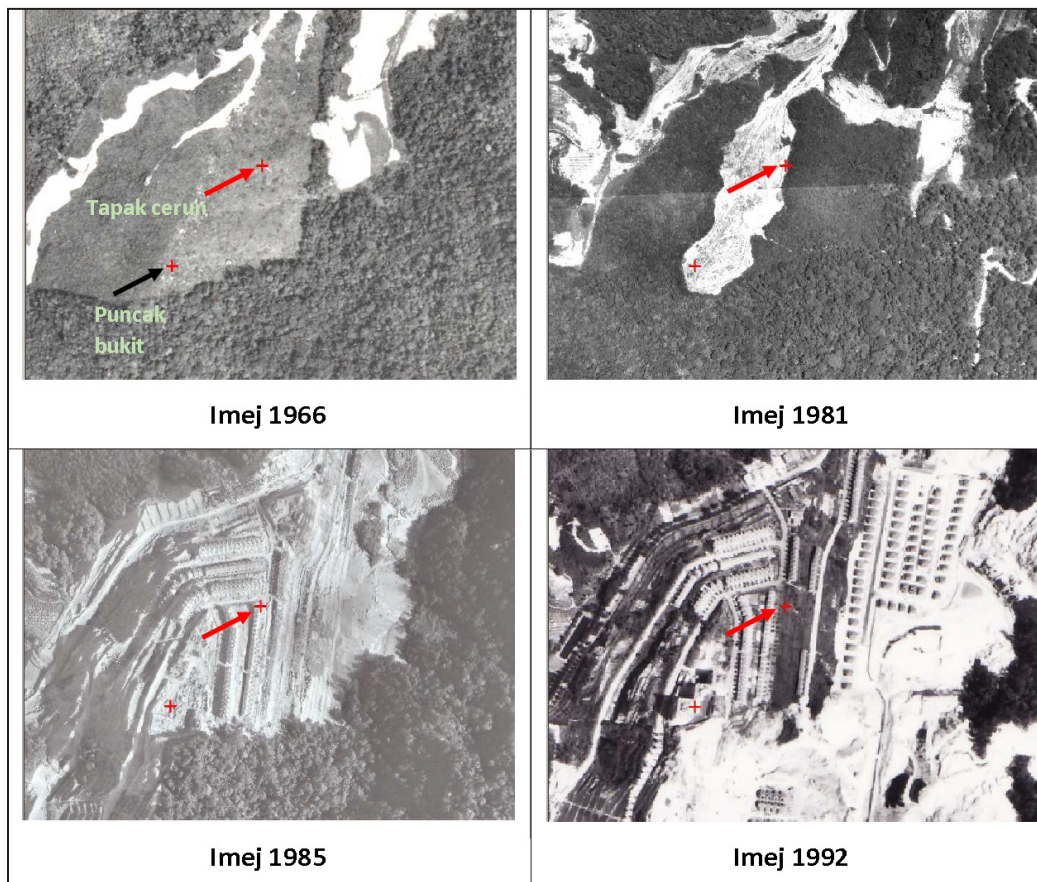 Tapak cerun
Puncak
bukit
Imej 1966
Imej 1981
Imej 1985
Imej 1992